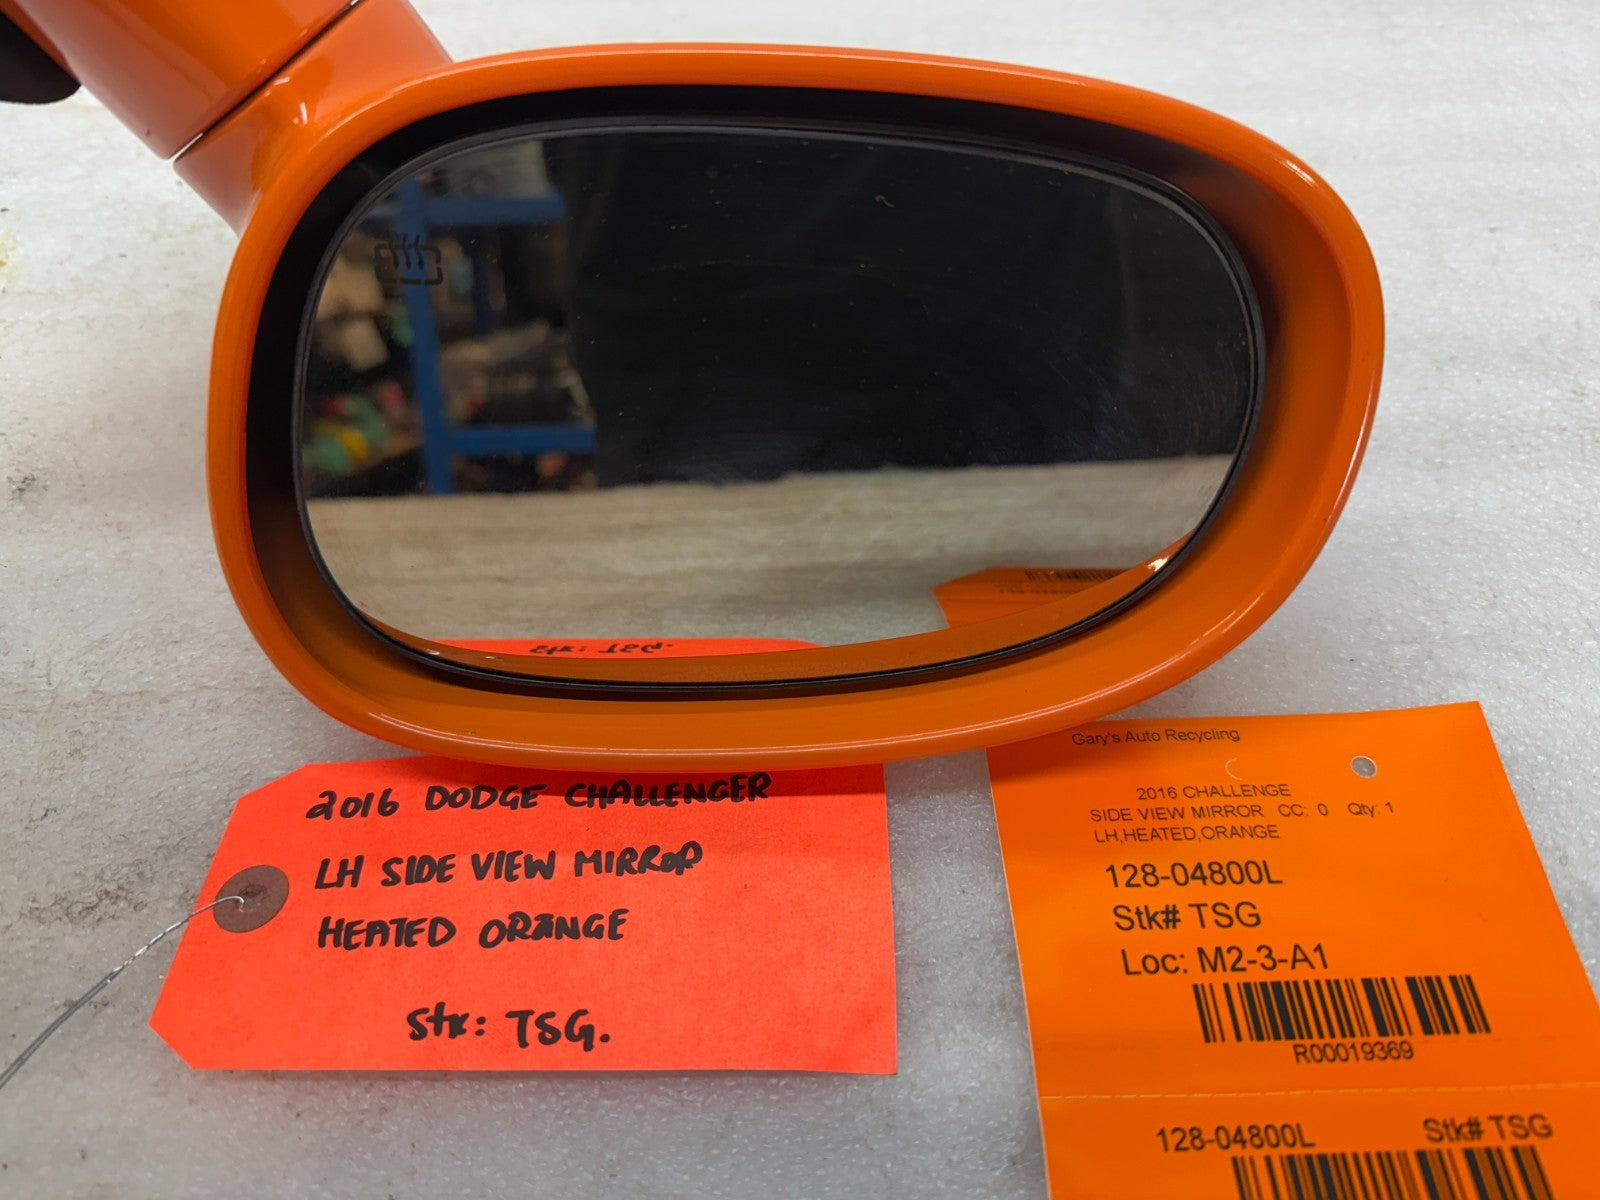 2016 DODGE CHALLENGER
LH SIDE VIEW MIRROR
HEATED ORANGE
Stk: TSG.
Gary's Auto Recycling
2016 CHALLENGE
SIDE VIEW MIRROR CC: 0 Qty: 1
LH,HEATED,ORANGE
128-04800L
Stk# TSG
Loc: M2-3-A1
R00019369
128-04800L Stk# TSG